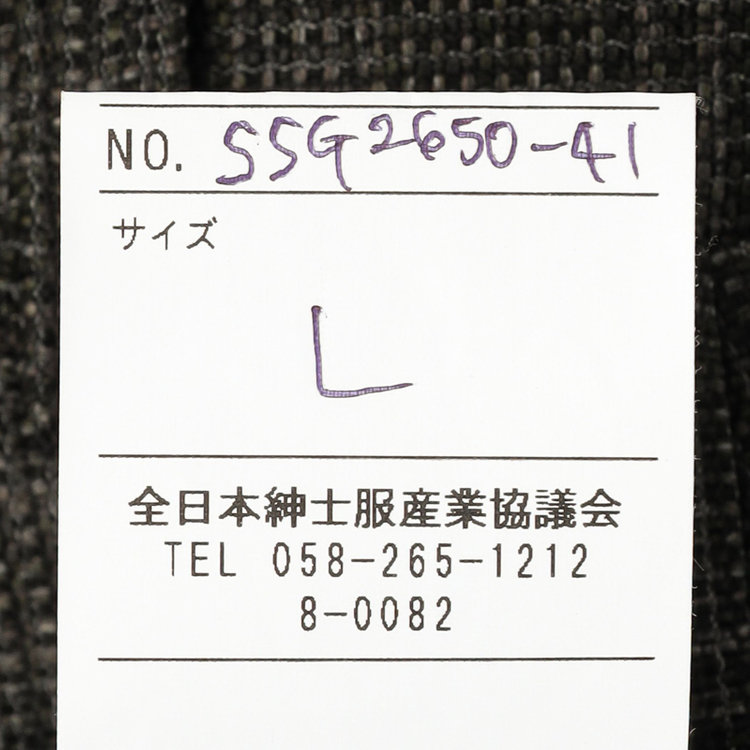 NO. SSG2650-41
サイズ
L
全日本紳士服産業協議会
TEL 058-265-1212
8-0082